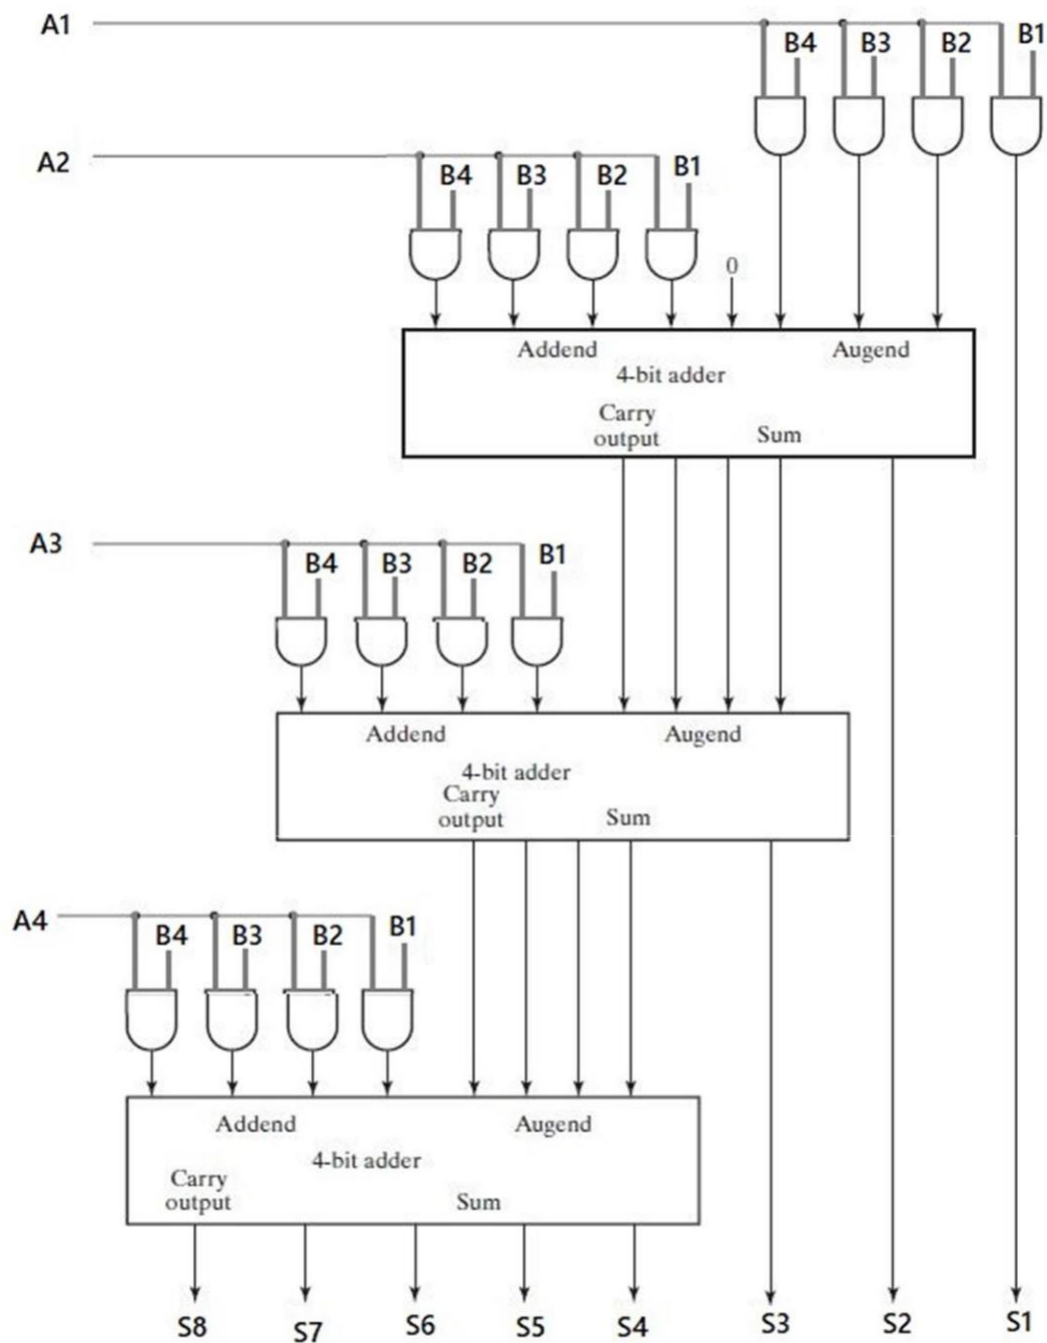 A1
B4 B3 B2 B1
A2
B4 B3 B2 B1
0
Addend Augend
4-bit adder
Carry
output Sum
A3
B4 B3 B2 B1
Addend Augend
4-bit adder
Carry
output Sum
A4
B4 B3 B2 B1
Addend Augend
4-bit adder
Carry
output Sum
S8 S7 S6 S5 S4 S3 S2 S1